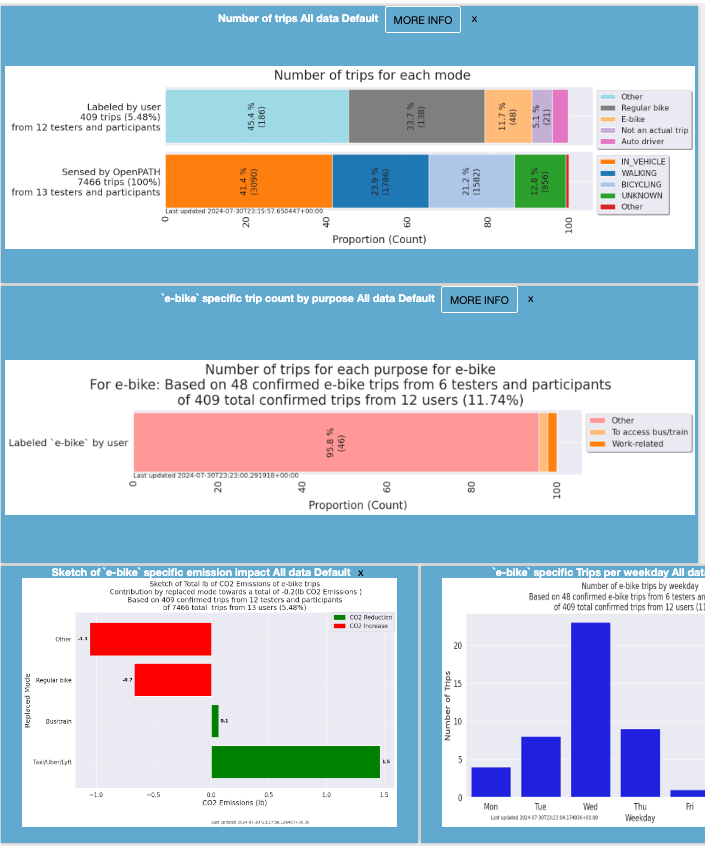 Number of trips All data Default MORE INFO x
Number of trips for each mode
Labeled by user
409 trips (5.48%)
from 12 testers and participants
45.4 %
(186)
33.7 %
(138)
11.7 %
(48)
5.1 %
(21)
Other
Regular bike
E-bike
Not an actual trip
Auto driver
Sensed by OpenPATH
7466 trips (100%)
from 13 testers and participants
41.4 %
(3090)
23.9 %
(1786)
21.2 %
(1582)
12.8 %
(956)
IN_VEHICLE
WALKING
BICYCLING
UNKNOWN
Other
Last updated 2024-07-30T23:15:57.650447+00:00
0 20 40 60 80 100
Proportion (Count)
`e-bike` specific trip count by purpose All data Default MORE INFO x
Number of trips for each purpose for e-bike
For e-bike: Based on 48 confirmed e-bike trips from 6 testers and participants
of 409 total confirmed trips from 12 users (11.74%)
Labeled `e-bike` by user
95.8 %
(46)
Other
To access bus/train
Work-related
Last updated 2024-07-30T23:23:00.291918+00:00
0 20 40 60 80 100
Proportion (Count)
Sketch of `e-bike` specific emission impact All data Default x
Sketch of Total lb of CO2 Emissions of e-bike trips
Contribution by replaced mode towards a total of -0.2(lb CO2 Emissions )
Based on 409 confirmed trips from 12 testers and participants
of 7466 total trips from 13 users (5.48%)
CO2 Reduction
CO2 Increase
Replaced Mode
Other -1.1
Regular bike -0.7
Bus/train 0.1
Taxi/Uber/Lyft 1.5
−1.0 −0.5 0.0 0.5 1.0 1.5
CO2 Emissions (lb)
`e-bike` specific Trips per weekday All dat
Number of e-bike trips by weekday
Based on 48 confirmed e-bike trips from 6 testers an
of 409 total confirmed trips from 12 users (11
Number of Trips
20
15
10
5
0
Mon Tue Wed Thu Fri
Last updated 2024-07-30T23:23:04.174036+00:00
Weekday